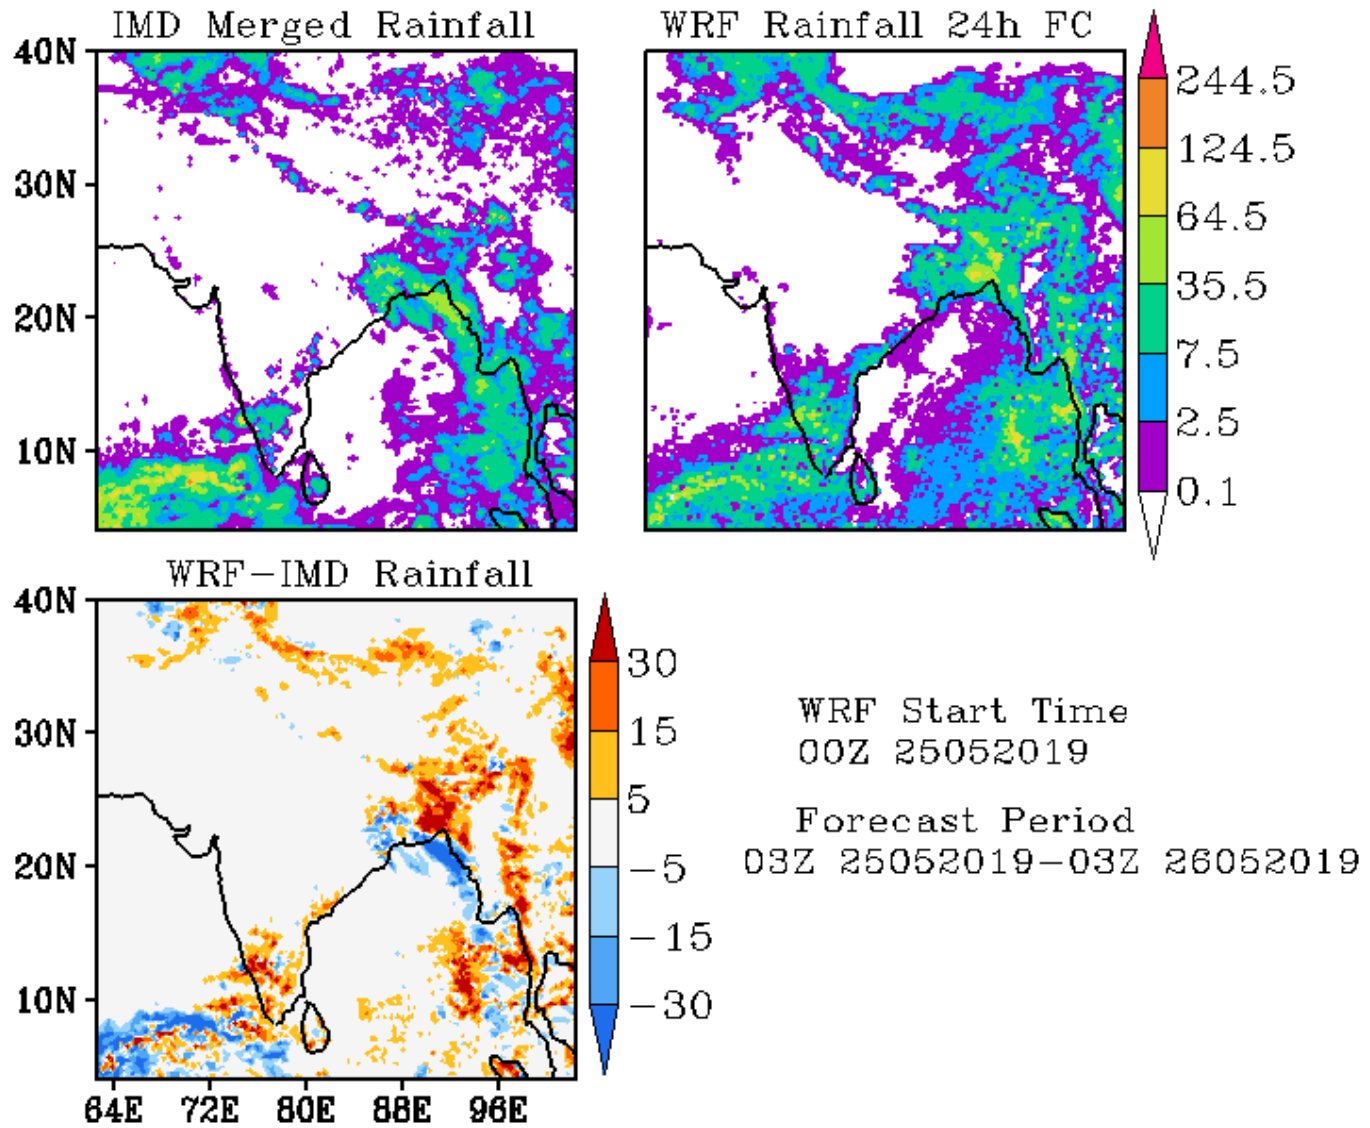 IMD Merged Rainfall
WRF Rainfall 24h FC
40N
30N
20N
10N
244.5
124.5
64.5
35.5
7.5
2.5
0.1
WRF-IMD Rainfall
40N
30N
20N
10N
64E 72E 80E 88E 96E
30
15
5
-5
-15
-30
WRF Start Time
00Z 25052019
Forecast Period
03Z 25052019-03Z 26052019